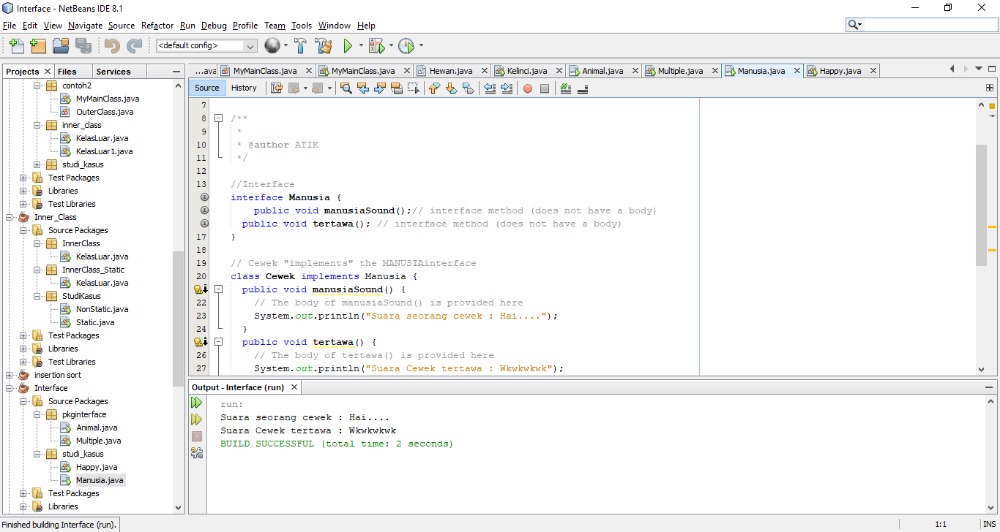 Interface - NetBeans IDE 8.1
File Edit View Navigate Source Refactor Run Debug Profile Team Tools Window Help
<default config>
Projects Files Services
contoh2
MyMainClass.java
OuterClass.java
inner_class
KelasLuar.java
KelasLuar1.java
studi_kasus
Test Packages
Libraries
Test Libraries
Inner_Class
Source Packages
InnerClass
KelasLuar.java
InnerClass_Static
KelasLuar.java
StudiKasus
NonStatic.java
Static.java
Test Packages
Libraries
Test Libraries
insertion sort
Interface
Source Packages
pkginterface
Animal.java
Multiple.java
studi_kasus
Happy.java
Manusia.java
Test Packages
Libraries
...ava MyMainClass.java MyMainClass.java Hewan.java Kelinci.java Animal.java Multiple.java Manusia.java Happy.java
Source History
7
8 /**
9 *
10 * @author ATIK
11 */
12
13 //Interface
interface Manusia {
public void manusiaSound();// interface method (does not have a body)
public void tertawa(); // interface method (does not have a body)
17 }
18
19 // Cewek "implements" the MANUSIAinterface
20 class Cewek implements Manusia {
public void manusiaSound() {
22 // The body of manusiaSound() is provided here
23 System.out.println("Suara seorang cewek : Hai....");
24 }
public void tertawa() {
26 // The body of tertawa() is provided here
27 System.out.println("Suara Cewek tertawa : Wkwkwkwk");
Output - Interface (run)
run:
Suara seorang cewek : Hai....
Suara Cewek tertawa : Wkwkwkwk
BUILD SUCCESSFUL (total time: 2 seconds)
Finished building Interface (run).
1:1 INS